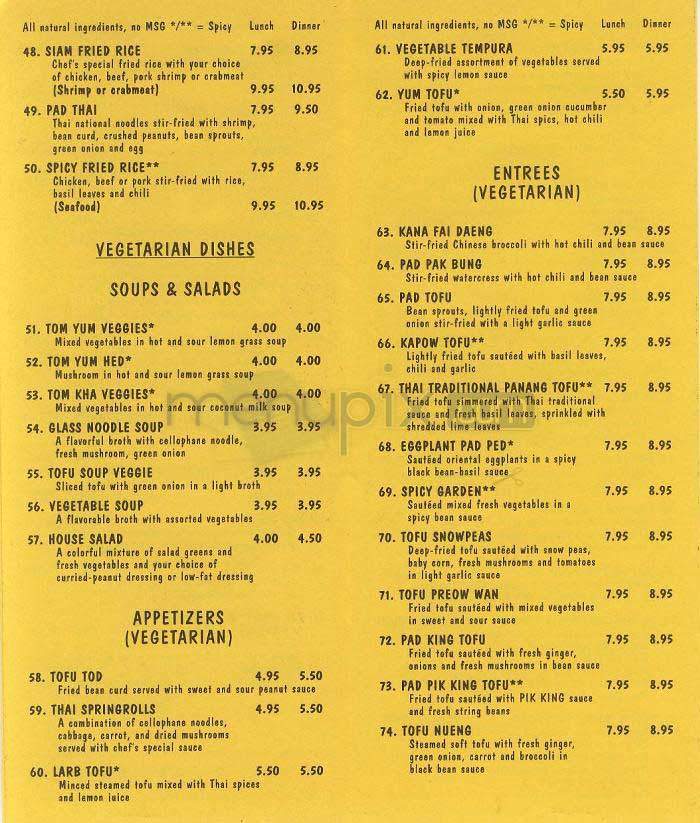 All natural ingredients, no MSG */** = Spicy Lunch Dinner
48. SIAM FRIED RICE 7.95 8.95
Chef's special fried rice with your choice
of chicken, beef, pork shrimp or crabmeat
(Shrimp or crabmeat) 9.95 10.95
49. PAD THAI 7.95 9.50
Thai national noodles stir-fried with shrimp,
bean curd, crushed peanuts, bean sprouts,
green onion and egg
50. SPICY FRIED RICE** 7.95 8.95
Chicken, beef or pork stir-fried with rice,
basil leaves and chili
(Seafood) 9.95 10.95
VEGETARIAN DISHES
SOUPS & SALADS
51. TOM YUM VEGGIES* 4.00 4.00
Mixed vegetables in hot and sour lemon grass soup
52. TOM YUM HED* 4.00 4.00
Mushroom in hot and sour lemon grass soup
53. TOM KHA VEGGIES* 4.00 4.00
Mixed vegetables in hot and sour coconut milk soup
54. GLASS NOODLE SOUP 3.95 3.95
A flavorful broth with cellophane noodle,
fresh mushroom, green onion
55. TOFU SOUP VEGGIE 3.95 3.95
Sliced tofu with green onion in a light broth
56. VEGETABLE SOUP 3.95 3.95
A flavorable broth with assorted vegetables
57. HOUSE SALAD 4.00 4.50
A colorful mixture of salad greens and
fresh vegetables and your choice of
curried-peanut dressing or low-fat dressing
APPETIZERS
(VEGETARIAN)
58. TOFU TOD 4.95 5.50
Fried bean curd served with sweet and sour peanut sauce
59. THAI SPRINGROLLS 4.95 5.50
A combination of cellophane noodles,
cabbage, carrot, and dried mushrooms
served with chef's special sauce
60. LARB TOFU* 5.50 5.50
Minced steamed tofu mixed with Thai spices
and lemon juice
All natural ingredients, no MSG */** = Spicy Lunch Dinner
61. VEGETABLE TEMPURA 5.95 5.95
Deep-fried assortment of vegetables served
with spicy lemon sauce
62. YUM TOFU* 5.50 5.95
Fried tofu with onion, green onion cucumber
and tomato mixed with Thai spics, hot chili
and lemon juice
ENTREES
(VEGETARIAN)
63. KANA FAI DAENG 7.95 8.95
Stir-fried Chinese broccoli with hot chili and bean sauce
64. PAD PAK BUNG 7.95 8.95
Stir-fried watercress with hot chili and bean sauce
65. PAD TOFU 7.95 8.95
Bean sprouts, lightly fried tofu and green
onion stir-fried with a light garlic sauce
66. KAPOW TOFU** 7.95 8.95
Lightly fried tofu sautéed with basil leaves,
chili and garlic
67. THAI TRADITIONAL PANANG TOFU** 7.95 8.95
Fried tofu simmered with Thai traditional
sauce and fresh basil leaves, sprinkled with
shredded lime leaves
68. EGGPLANT PAD PED* 7.95 8.95
Sautéed oriental eggplants in a spicy
black bean-basil sauce
69. SPICY GARDEN** 7.95 8.95
Sautéed mixed fresh vegetables in a
spicy bean sauce
70. TOFU SNOWPEAS 7.95 8.95
Deep-fried tofu sautéed with snow peas,
baby corn, fresh mushrooms and tomatoes
in light garlic sauce
71. TOFU PREOW WAN 7.95 8.95
Fried tofu sautéed with mixed vegetables
in sweet and sour sauce
72. PAD KING TOFU 7.95 8.95
Fried tofu sautéed with fresh ginger,
onions and fresh mushrooms in bean sauce
73. PAD PIK KING TOFU** 7.95 8.95
Fried tofu sautéed with PIK KING sauce
and fresh string beans
74. TOFU NUENG 7.95 8.95
Steamed soft tofu with fresh ginger,
green onion, carrot and broccoli in
black bean sauce
menupix